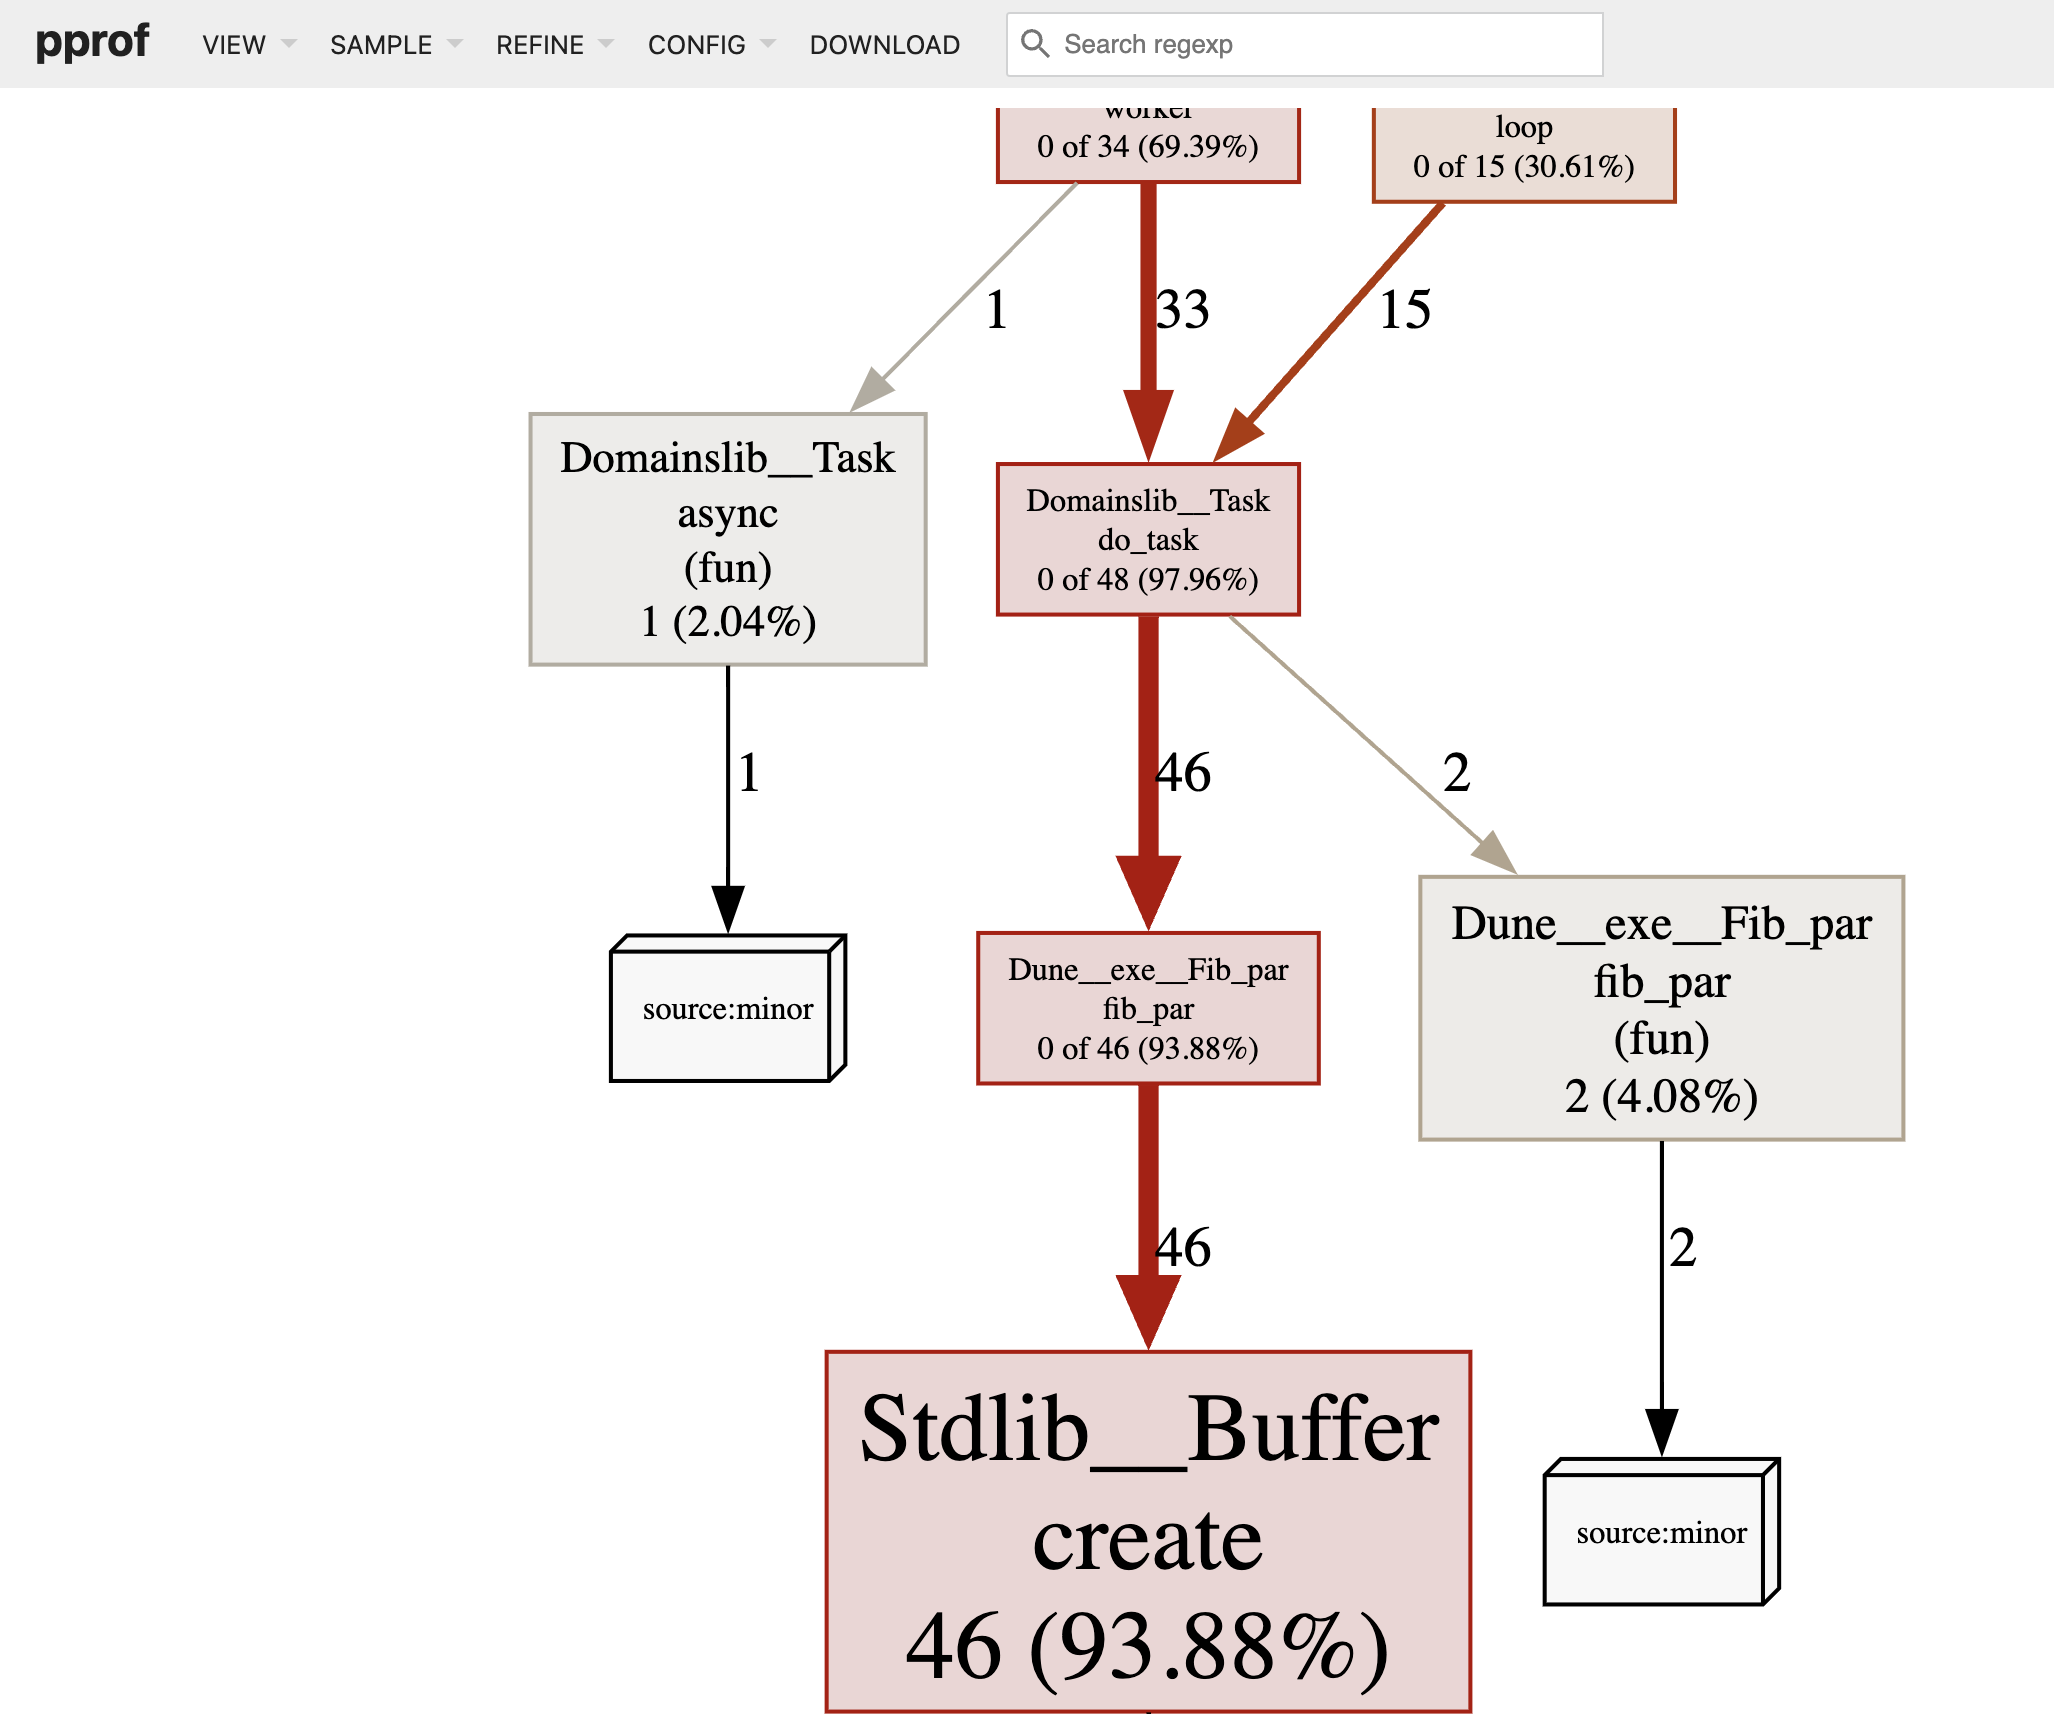 pprof VIEW SAMPLE REFINE CONFIG DOWNLOAD Search regexp
worker
0 of 34 (69.39%)
loop
0 of 15 (30.61%)
1
33
15
Domainslib__Task
async
(fun)
1 (2.04%)
Domainslib__Task
do_task
0 of 48 (97.96%)
1
46
2
source:minor
Dune__exe__Fib_par
fib_par
0 of 46 (93.88%)
Dune__exe__Fib_par
fib_par
(fun)
2 (4.08%)
46
2
Stdlib__Buffer
create
46 (93.88%)
source:minor